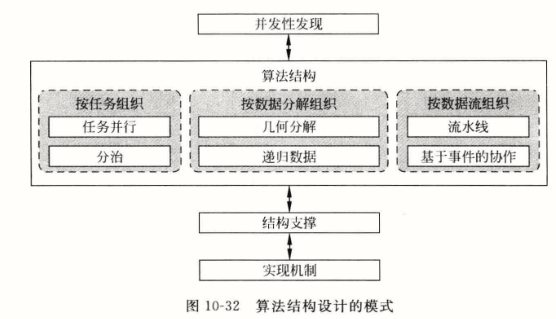 并发性发现
算法结构
按任务组织
任务并行
分治
按数据分解组织
几何分解
递归数据
按数据流组织
流水线
基于事件的协作
结构支撑
实现机制
图 10-32 算法结构设计的模式